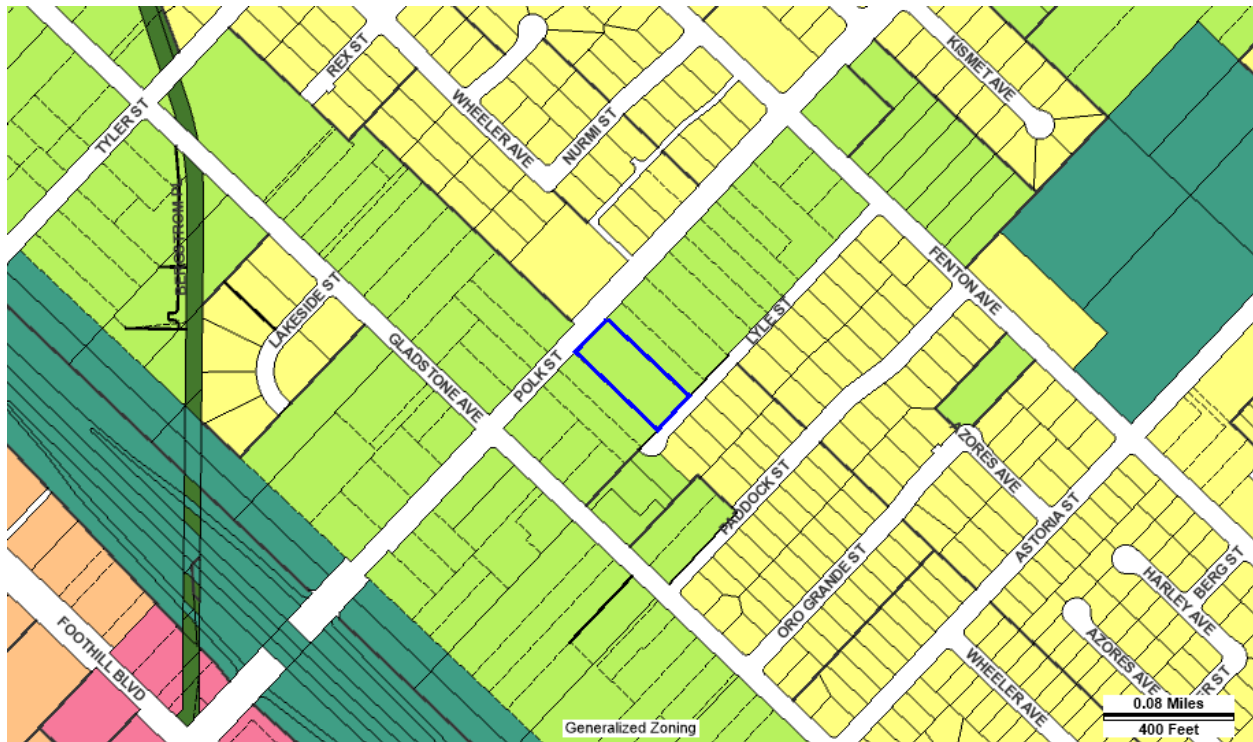 KISMET AVE
REX ST
WHEELER AVE
NURMI ST
TYLER ST
LAKESIDE ST
FENTON AVE
LYLE ST
GLADSTONE AVE
POLK ST
PADDOCK ST
AZORES AVE
ASTORIA ST
ORO GRANDE ST
BERG ST
HARLEY AVE
FOOTHILL BLVD
AZORES AVE
WHEELER AVE
ER ST
0.08 Miles
400 Feet
Generalized Zoning